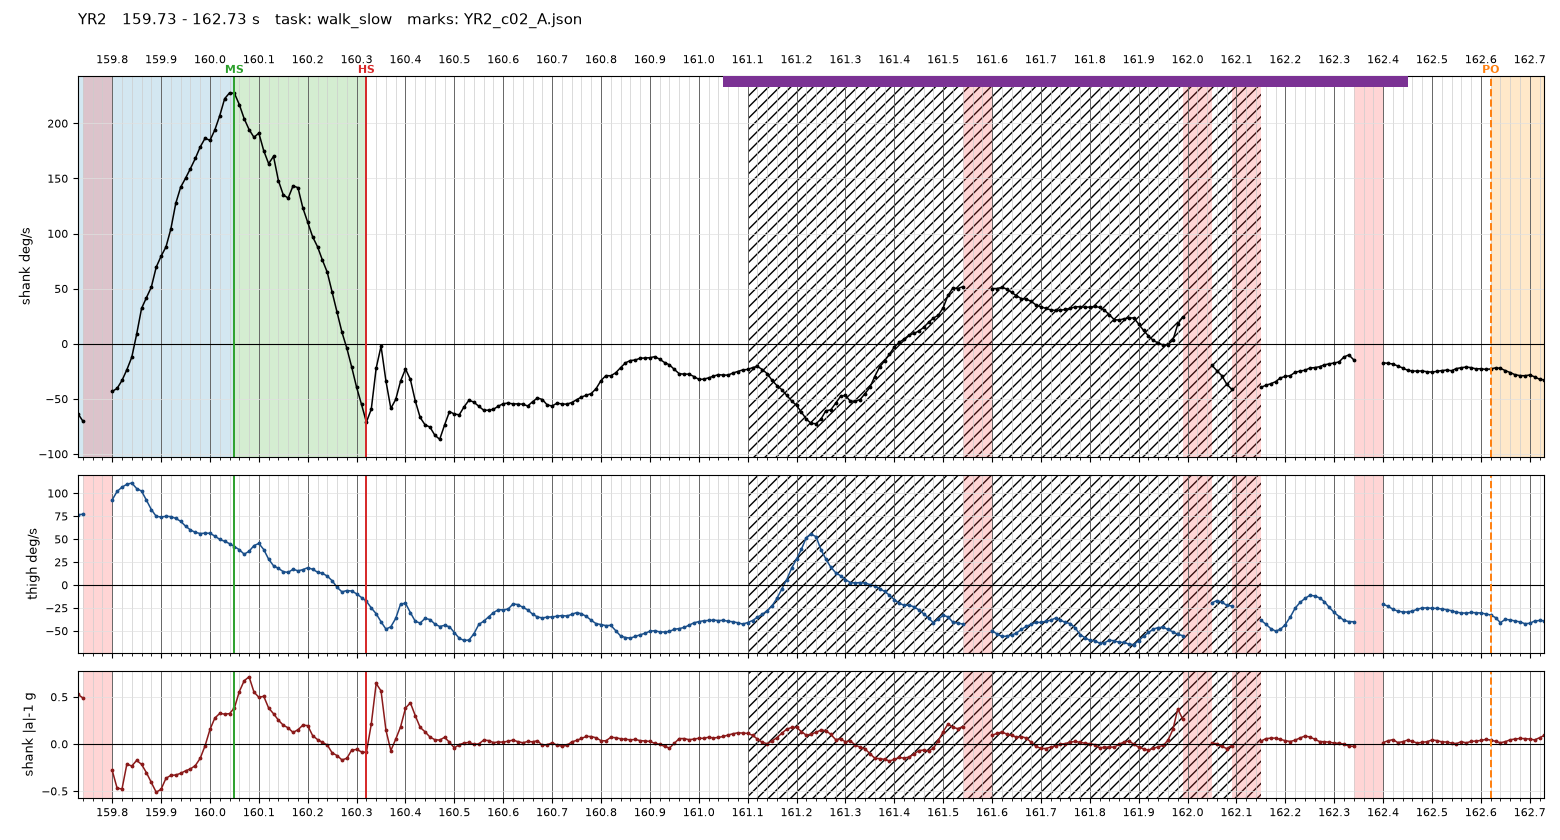 YR2   159.73 - 162.73 s   task: walk_slow   marks: YR2_c02_A.json
159.8 159.9 160.0 160.1 160.2 160.3 160.4 160.5 160.6 160.7 160.8 160.9 161.0 161.1 161.2 161.3 161.4 161.5 161.6 161.7 161.8 161.9 162.0 162.1 162.2 162.3 162.4 162.5 162.6 162.7
MS HS PO
shank deg/s
200
150
100
50
0
−50
−100
thigh deg/s
100
75
50
25
0
−25
−50
shank |a|-1 g
0.5
0.0
−0.5
159.8 159.9 160.0 160.1 160.2 160.3 160.4 160.5 160.6 160.7 160.8 160.9 161.0 161.1 161.2 161.3 161.4 161.5 161.6 161.7 161.8 161.9 162.0 162.1 162.2 162.3 162.4 162.5 162.6 162.7